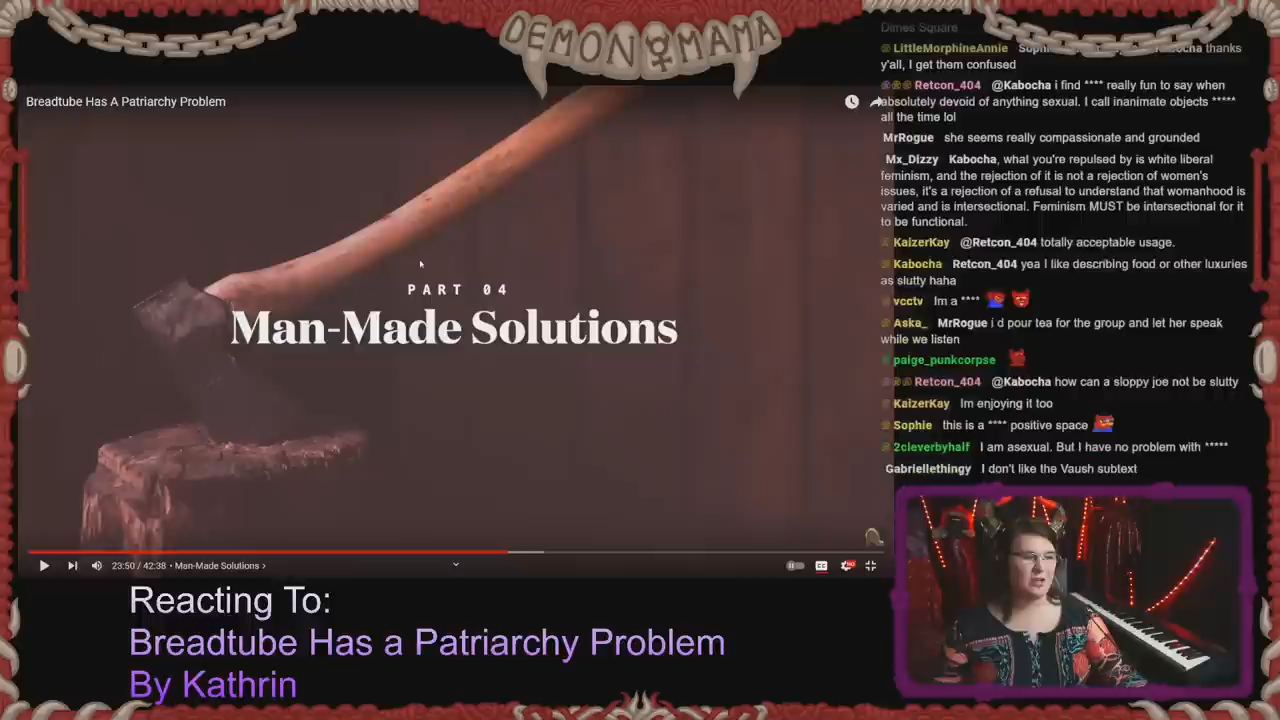 DEMON MAMA
Breadtube Has A Patriarchy Problem
PART 04
Man-Made Solutions
23:50 / 42:38 • Man-Made Solutions ›
CC
HD
Reacting To:
Breadtube Has a Patriarchy Problem
By Kathrin
Dimes Square
LittleMorphineAnnie thanks
y'all, I get them confused
Retcon_404 @Kabocha i find **** really fun to say when
absolutely devoid of anything sexual. I call inanimate objects *****
all the time lol
MrRogue she seems really compassionate and grounded
Mx_Dizzy Kabocha, what you're repulsed by is white liberal
feminism, and the rejection of it is not a rejection of women's
issues, it's a rejection of a refusal to understand that womanhood is
varied and is intersectional. Feminism MUST be intersectional for it
to be functional.
KaizerKay @Retcon_404 totally acceptable usage.
Kabocha Retcon_404 yea I like describing food or other luxuries
as slutty haha
vcctv Im a ****
Aska_ MrRogue i d pour tea for the group and let her speak
while we listen
paige_punkcorpse
Retcon_404 @Kabocha how can a sloppy joe not be slutty
KaizerKay Im enjoying it too
Sophie this is a **** positive space
2cleverbyhalf I am asexual. But I have no problem with *****
Gabriellethingy I don't like the Vaush subtext